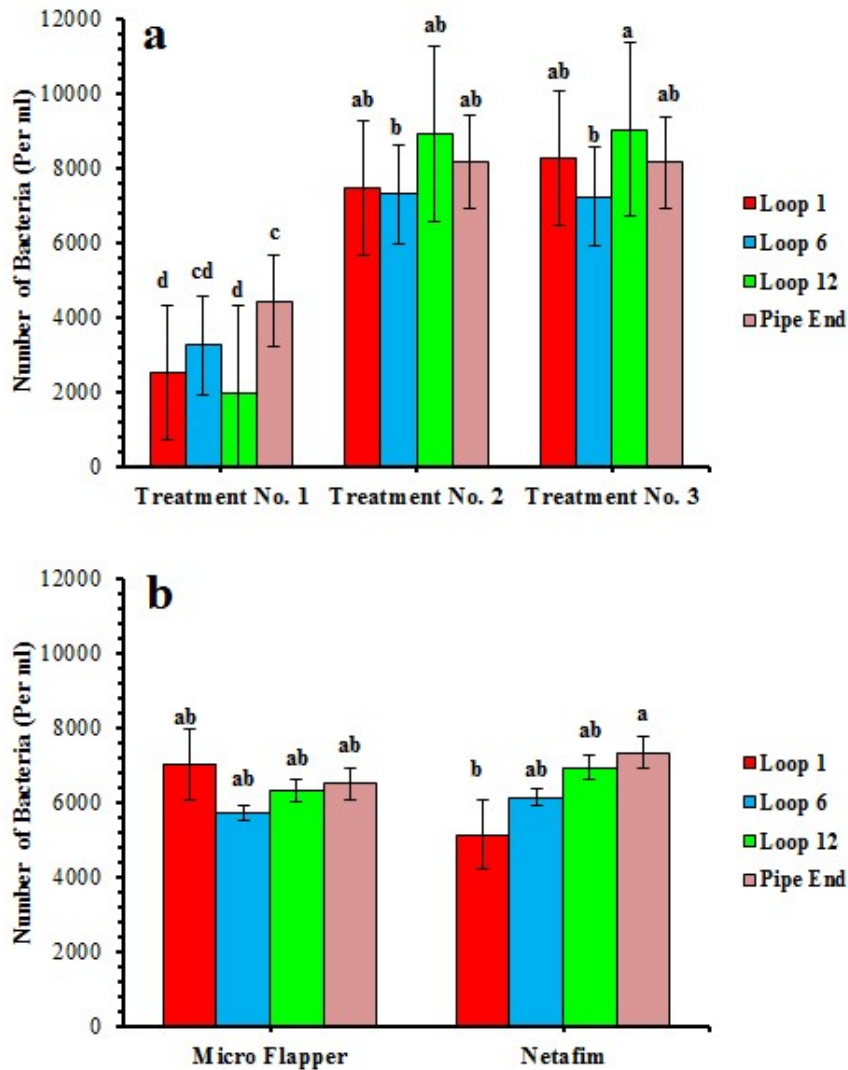 a
Number of Bacteria (Per ml)
12000
10000
8000
6000
4000
2000
0
d cd d c
ab b ab ab
ab b a ab
Treatment No. 1 Treatment No. 2 Treatment No. 3
Loop 1
Loop 6
Loop 12
Pipe End
b
Number of Bacteria (Per ml)
12000
10000
8000
6000
4000
2000
0
ab ab ab ab
b ab ab a
Micro Flapper Netafim
Loop 1
Loop 6
Loop 12
Pipe End